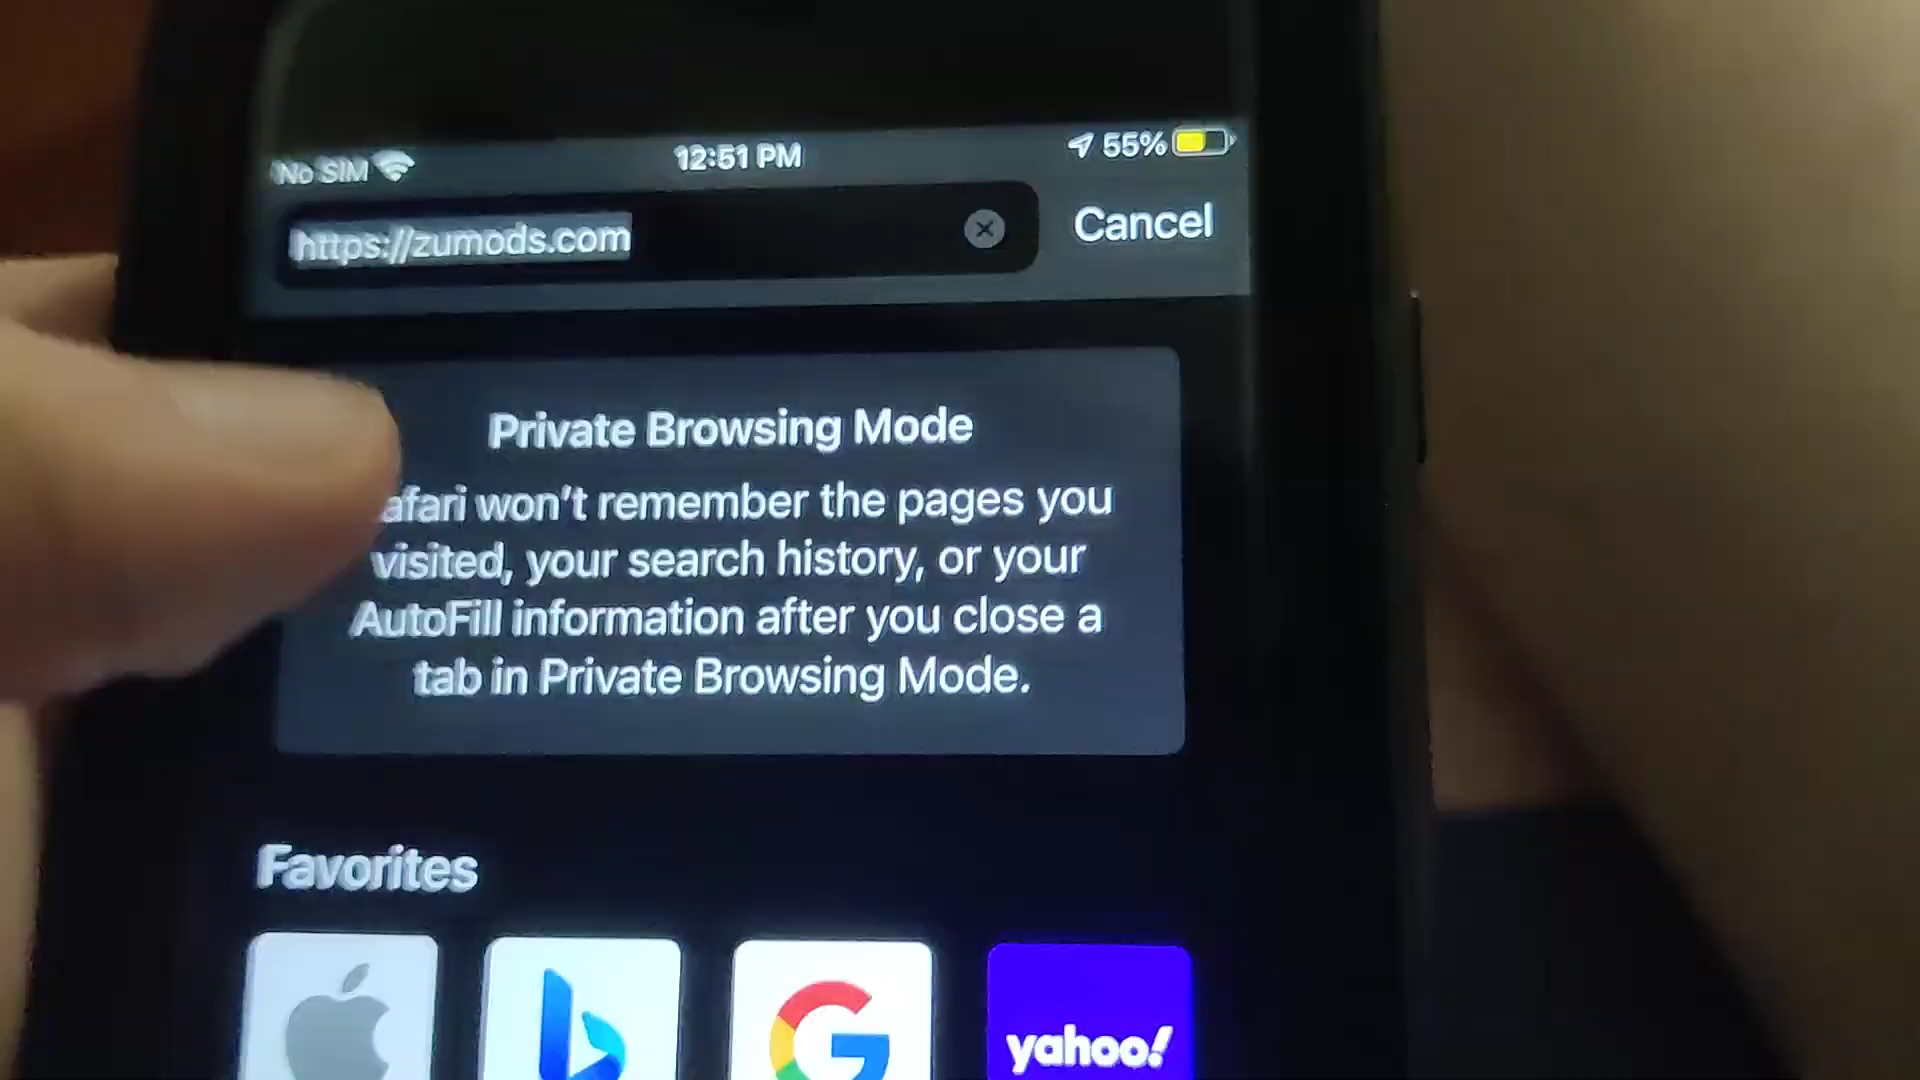 No SIM 12:51 PM 55%
https://zumods.com Cancel
Private Browsing Mode
afari won't remember the pages you
visited, your search history, or your
AutoFill information after you close a
tab in Private Browsing Mode.
Favorites
G yahoo!